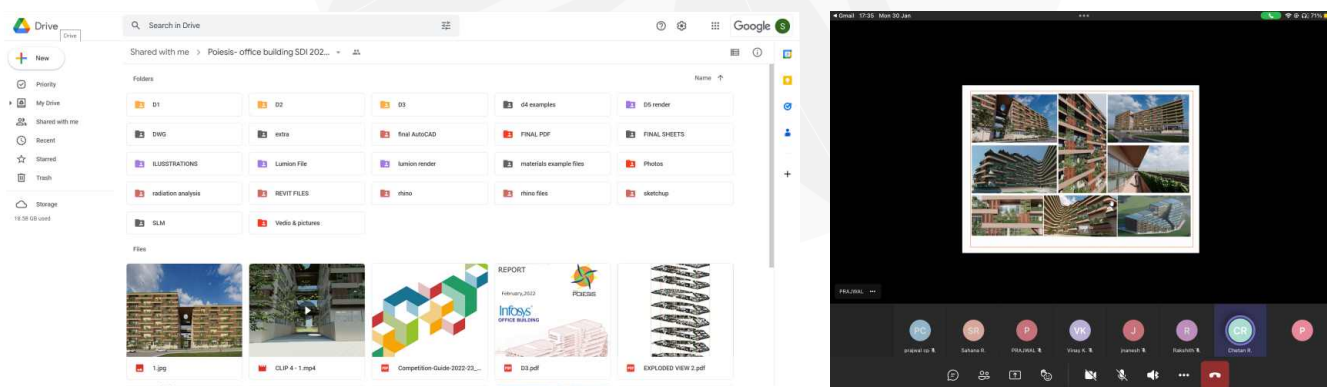 Drive
Drive
Search in Drive
Google
S
New
Shared with me > Poiesis- office building SDI 202...
Priority
My Drive
Shared with me
Recent
Starred
Trash
Storage
18.58 GB used
Folders
Name
D1
D2
D3
d4 examples
D5 render
DWG
extra
final AutoCAD
FINAL PDF
FINAL SHEETS
ILUSSTRATIONS
Lumion File
lumion render
materials example files
Photos
radiation analysis
REVIT FILES
rhino
rhino files
sketchup
SLM
Vedio & pictures
Files
REPORT
February,2022
POIESIS
Infosys
OFFICE BUILDING
1.jpg
CLIP 4 - 1.mp4
Competition-Guide-2022-23_...
D3.pdf
EXPLODED VIEW 2.pdf
Gmail 17:35 Mon 30 Jan
71%
PRAJWAL
PC
SR
P
VK
J
R
CR
P
prajwal cp
Sahana R.
PRAJWAL
Vinay K.
Jnanesh
Rakshith
Chetan R.